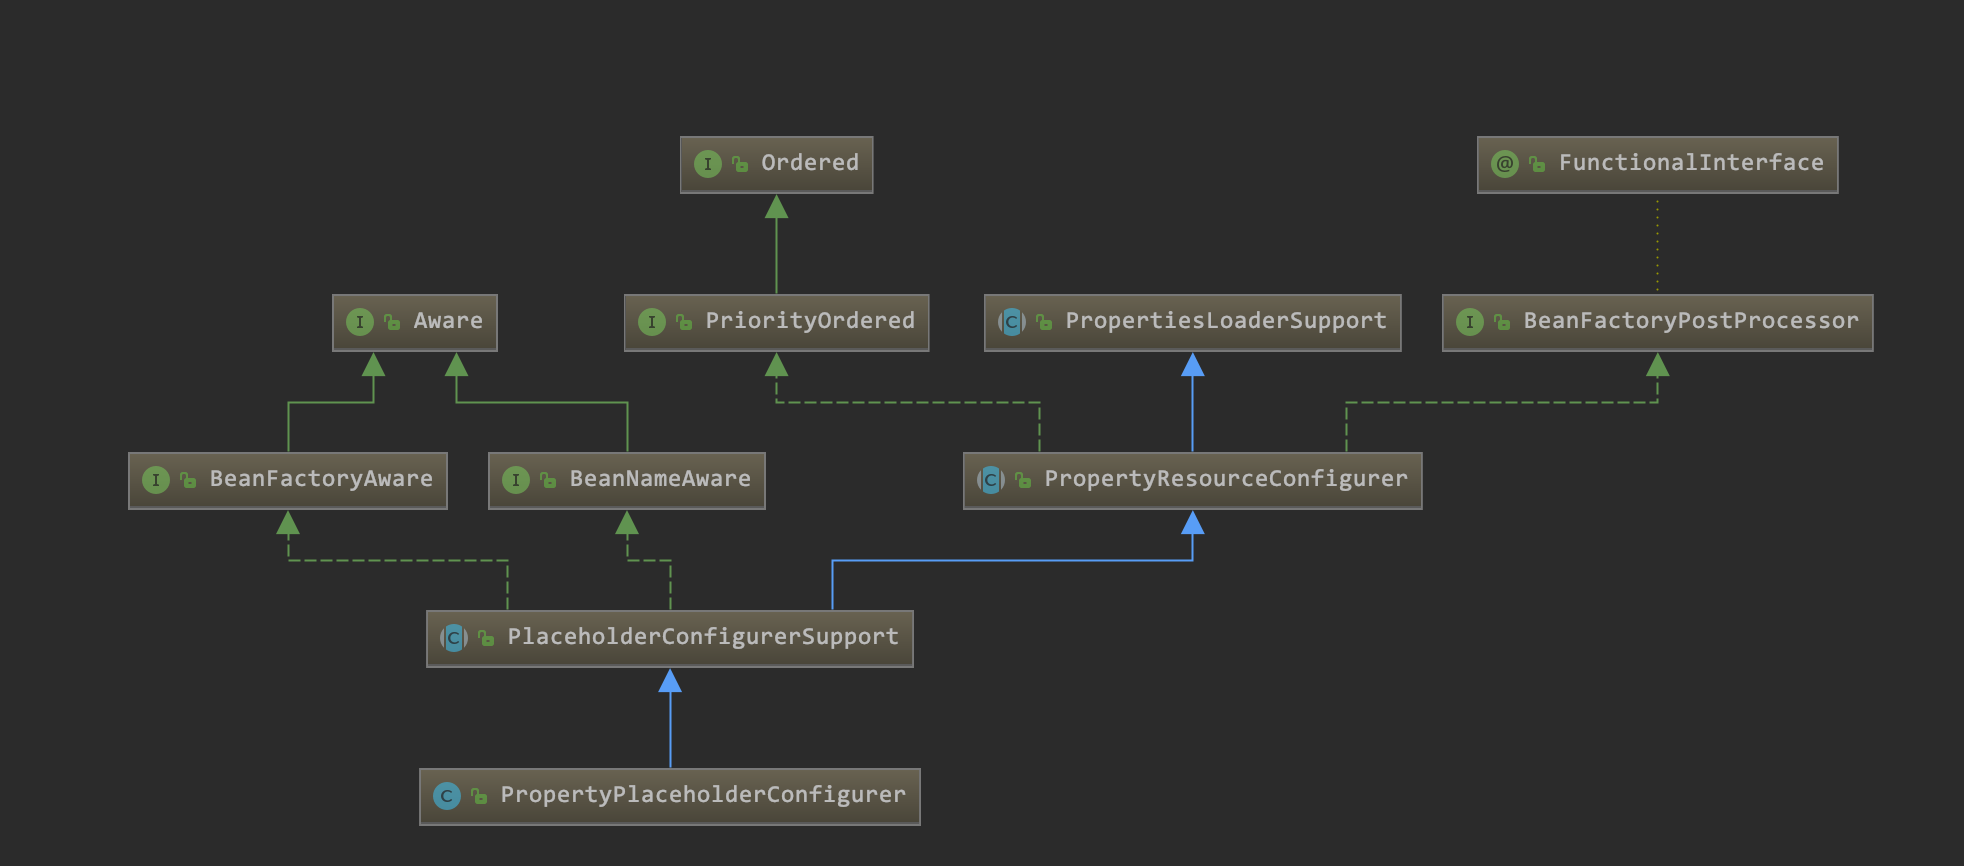 I Ordered
@ FunctionalInterface
I Aware
I PriorityOrdered
C PropertiesLoaderSupport
I BeanFactoryPostProcessor
I BeanFactoryAware
I BeanNameAware
C PropertyResourceConfigurer
C PlaceholderConfigurerSupport
C PropertyPlaceholderConfigurer